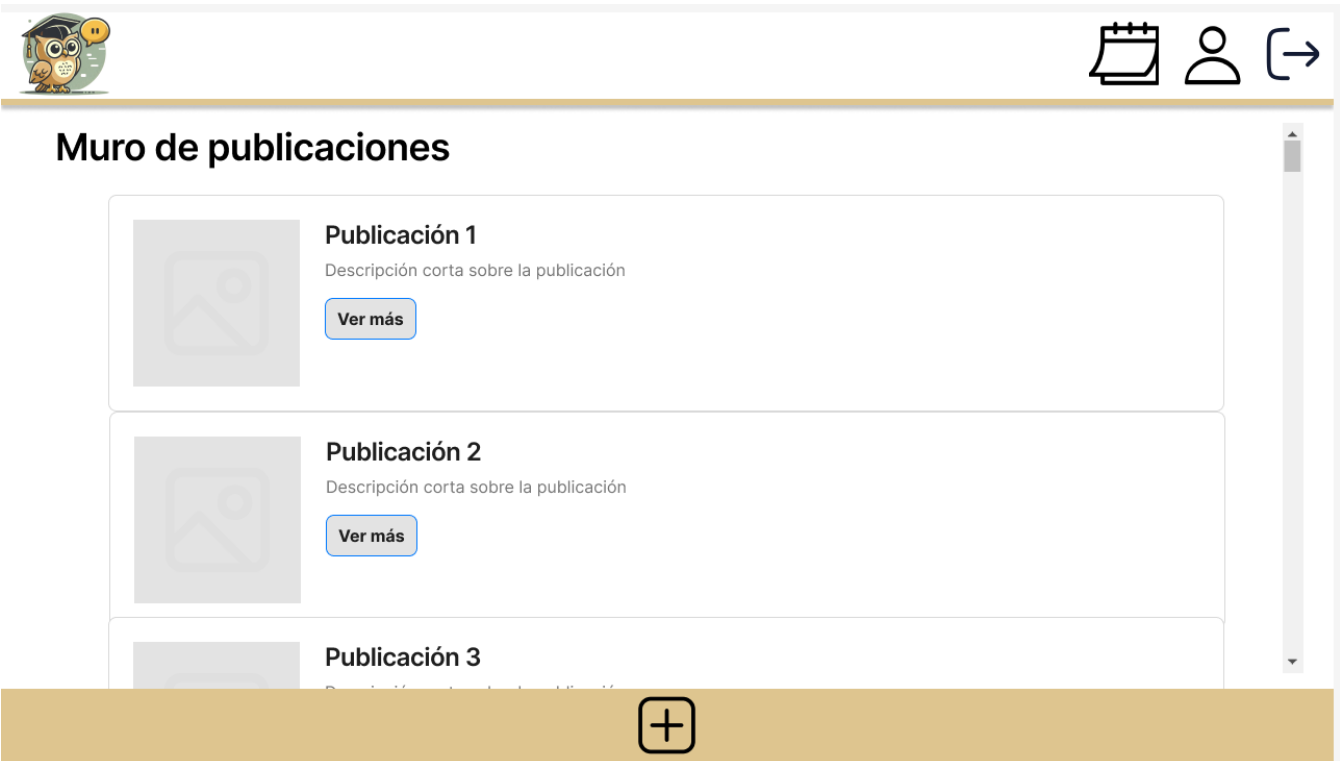 Muro de publicaciones
Publicación 1
Descripción corta sobre la publicación
Ver más
Publicación 2
Descripción corta sobre la publicación
Ver más
Publicación 3